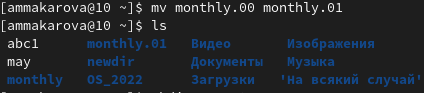 [ammakarova@10 ~]$ mv monthly.00 monthly.01
[ammakarova@10 ~]$ ls
abc1 monthly.01 Видео Изображения
may newdir Документы Музыка
monthly OS_2022 Загрузки 'На всякий случай'